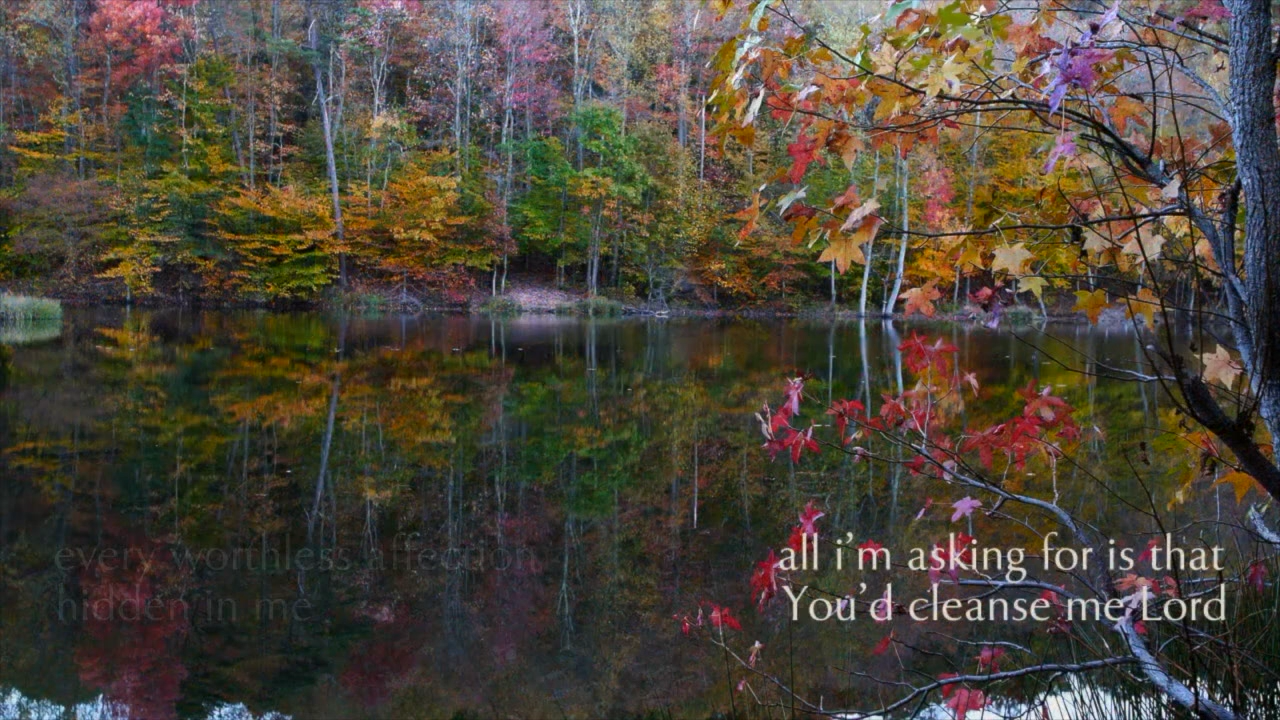 every worthless affection
hidden in me
all i'm asking for is that
You'd cleanse me Lord